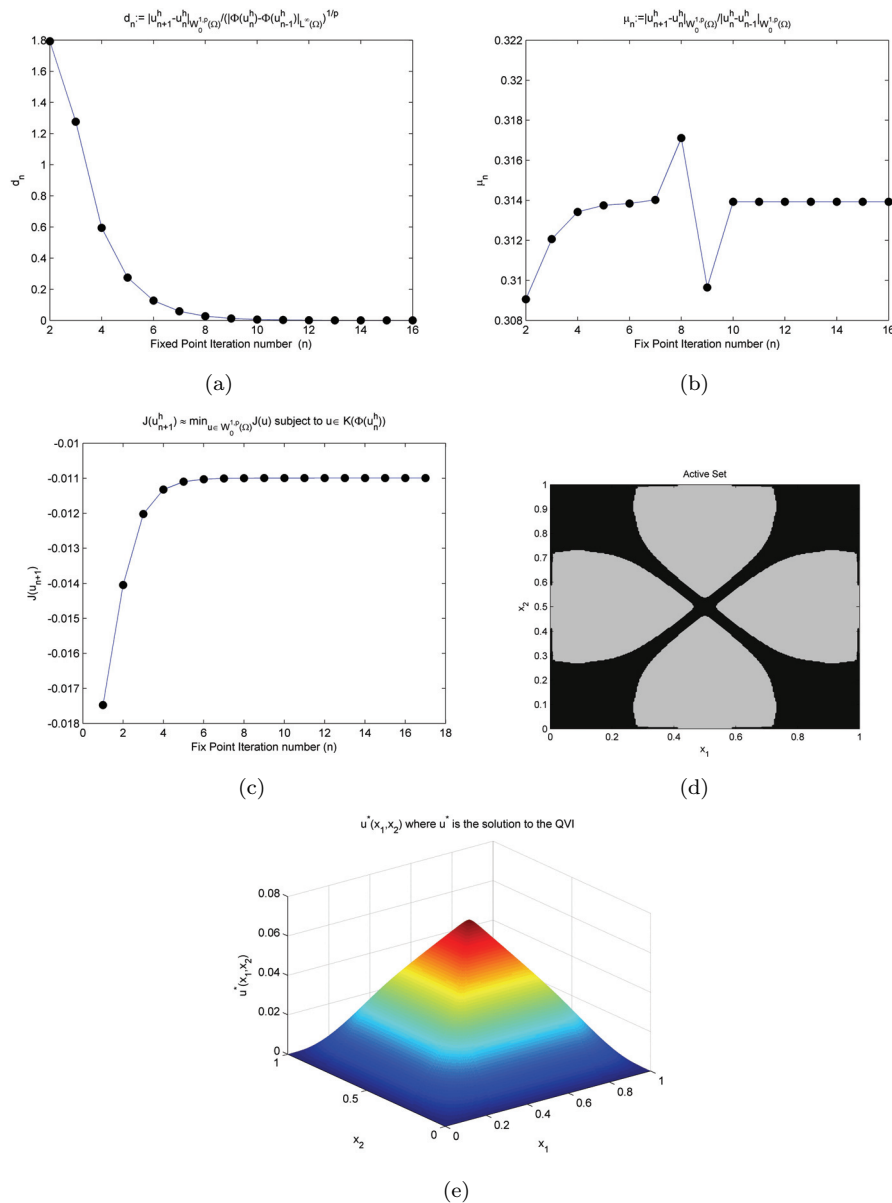 d_n:= |u^h_{n+1}-u^h_n|_{W_0^{1,p}(Ω)}/(|Φ(u^h_n)-Φ(u^h_{n-1})|_{L^∞(Ω)})^{1/p}
1.8
1.6
1.4
1.2
1
0.8
0.6
0.4
0.2
0
d_n
2 4 6 8 10 12 14 16
Fixed Point Iteration number (n)
(a)
μ_n:=|u^h_{n+1}-u^h_n|_{W_0^{1,p}(Ω)}/|u^h_n-u^h_{n-1}|_{W_0^{1,p}(Ω)}
0.322
0.32
0.318
0.316
0.314
0.312
0.31
0.308
μ_n
2 4 6 8 10 12 14 16
Fix Point Iteration number (n)
(b)
J(u^h_{n+1}) ≈ min_{u∈ W_0^{1,p}(Ω)}J(u) subject to u∈ K(Φ(u^h_n))
-0.01
-0.011
-0.012
-0.013
-0.014
-0.015
-0.016
-0.017
-0.018
J(u_{n+1})
0 2 4 6 8 10 12 14 16 18
Fix Point Iteration number (n)
(c)
Active Set
1
0.9
0.8
0.7
0.6
0.5
0.4
0.3
0.2
0.1
0
x_2
0 0.2 0.4 0.6 0.8 1
x_1
(d)
u^*(x_1,x_2) where u^* is the solution to the QVI
0.08
0.06
0.04
0.02
0
u^*(x_1,x_2)
1
0.5
0
x_2
0 0.2 0.4 0.6 0.8 1
x_1
(e)